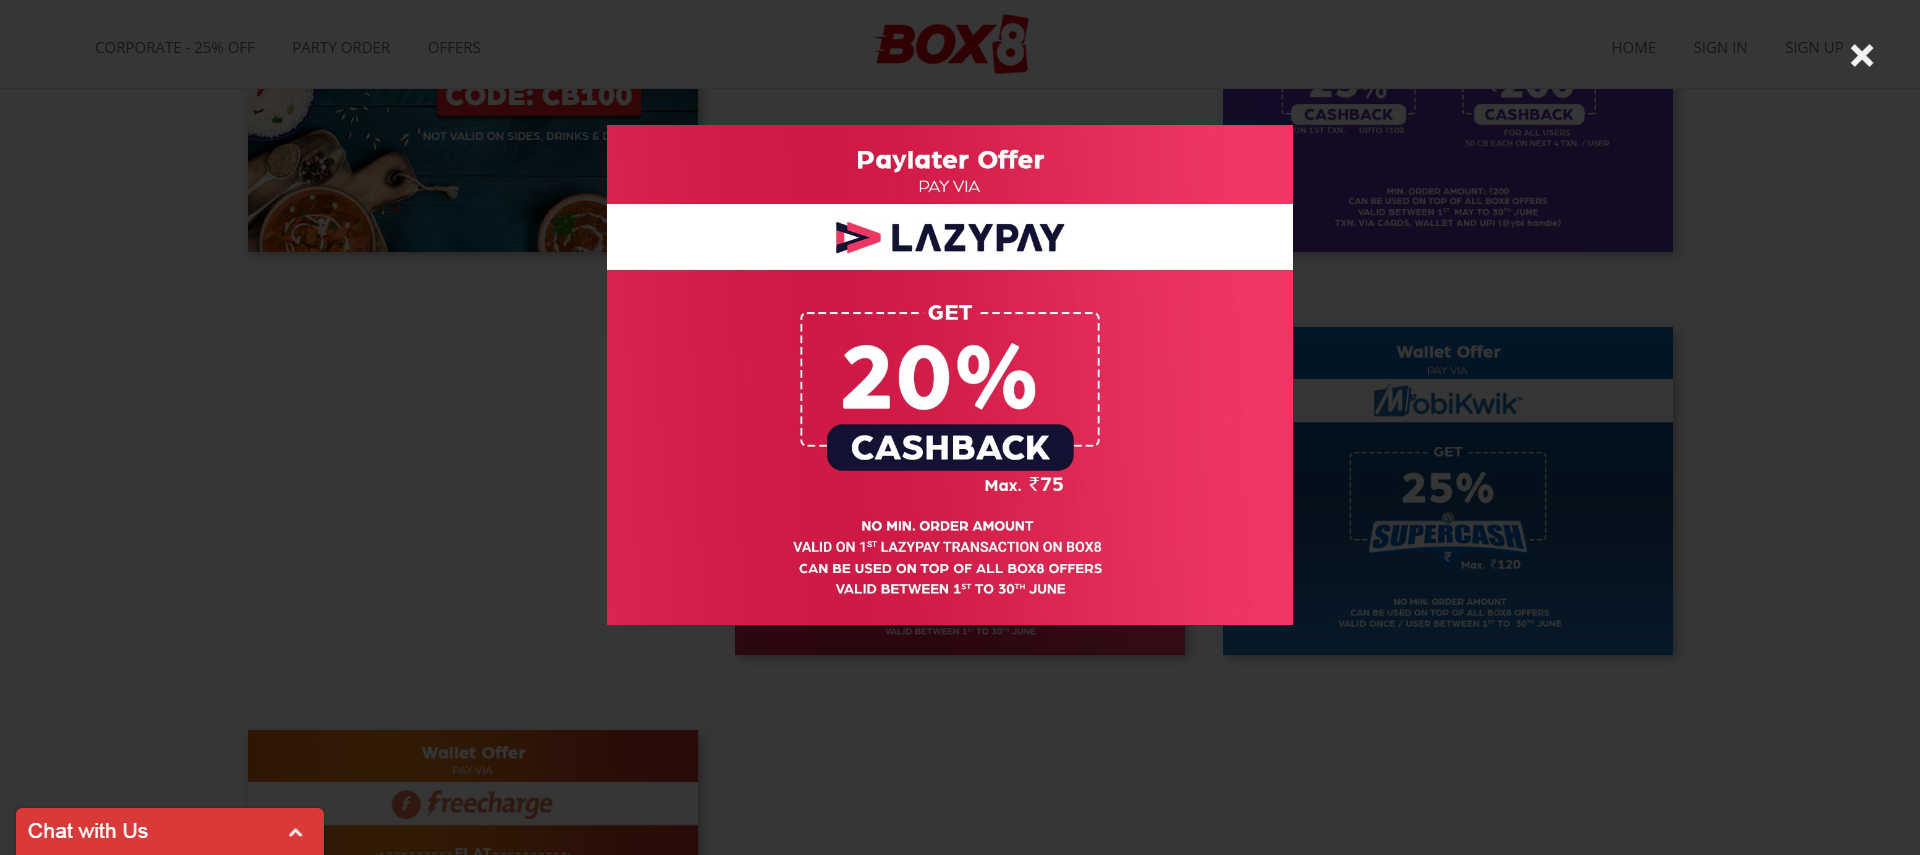 CORPORATE - 25% OFF
PARTY ORDER
OFFERS
BOX8
HOME
SIGN IN
SIGN UP
CODE: CB100
NOT VALID ON SIDES, DRINKS &
CASHBACK
ON 1ST TXN. UPTO ₹100
CASHBACK
FOR ALL USERS
50 CB EACH ON NEXT 4 TXN. / USER
MIN. ORDER AMOUNT: ₹200
CAN BE USED ON TOP OF ALL BOX8 OFFERS
VALID BETWEEN 1ST MAY TO 30TH JUNE
TXN. VIA CARDS, WALLET AND UPI (@ybl handle)
Paylater Offer
PAY VIA
LAZYPAY
GET
20%
CASHBACK
Max. ₹75
NO MIN. ORDER AMOUNT
VALID ON 1ST LAZYPAY TRANSACTION ON BOX8
CAN BE USED ON TOP OF ALL BOX8 OFFERS
VALID BETWEEN 1ST TO 30TH JUNE
VALID BETWEEN 1ST TO 30TH JUNE
Wallet Offer
PAY VIA
MobiKwik
GET
25%
SUPERCASH
Max. ₹120
NO MIN. ORDER AMOUNT
CAN BE USED ON TOP OF ALL BOX8 OFFERS
VALID ONCE / USER BETWEEN 1ST TO 30TH JUNE
Wallet Offer
PAY VIA
freecharge
FLAT
Chat with Us